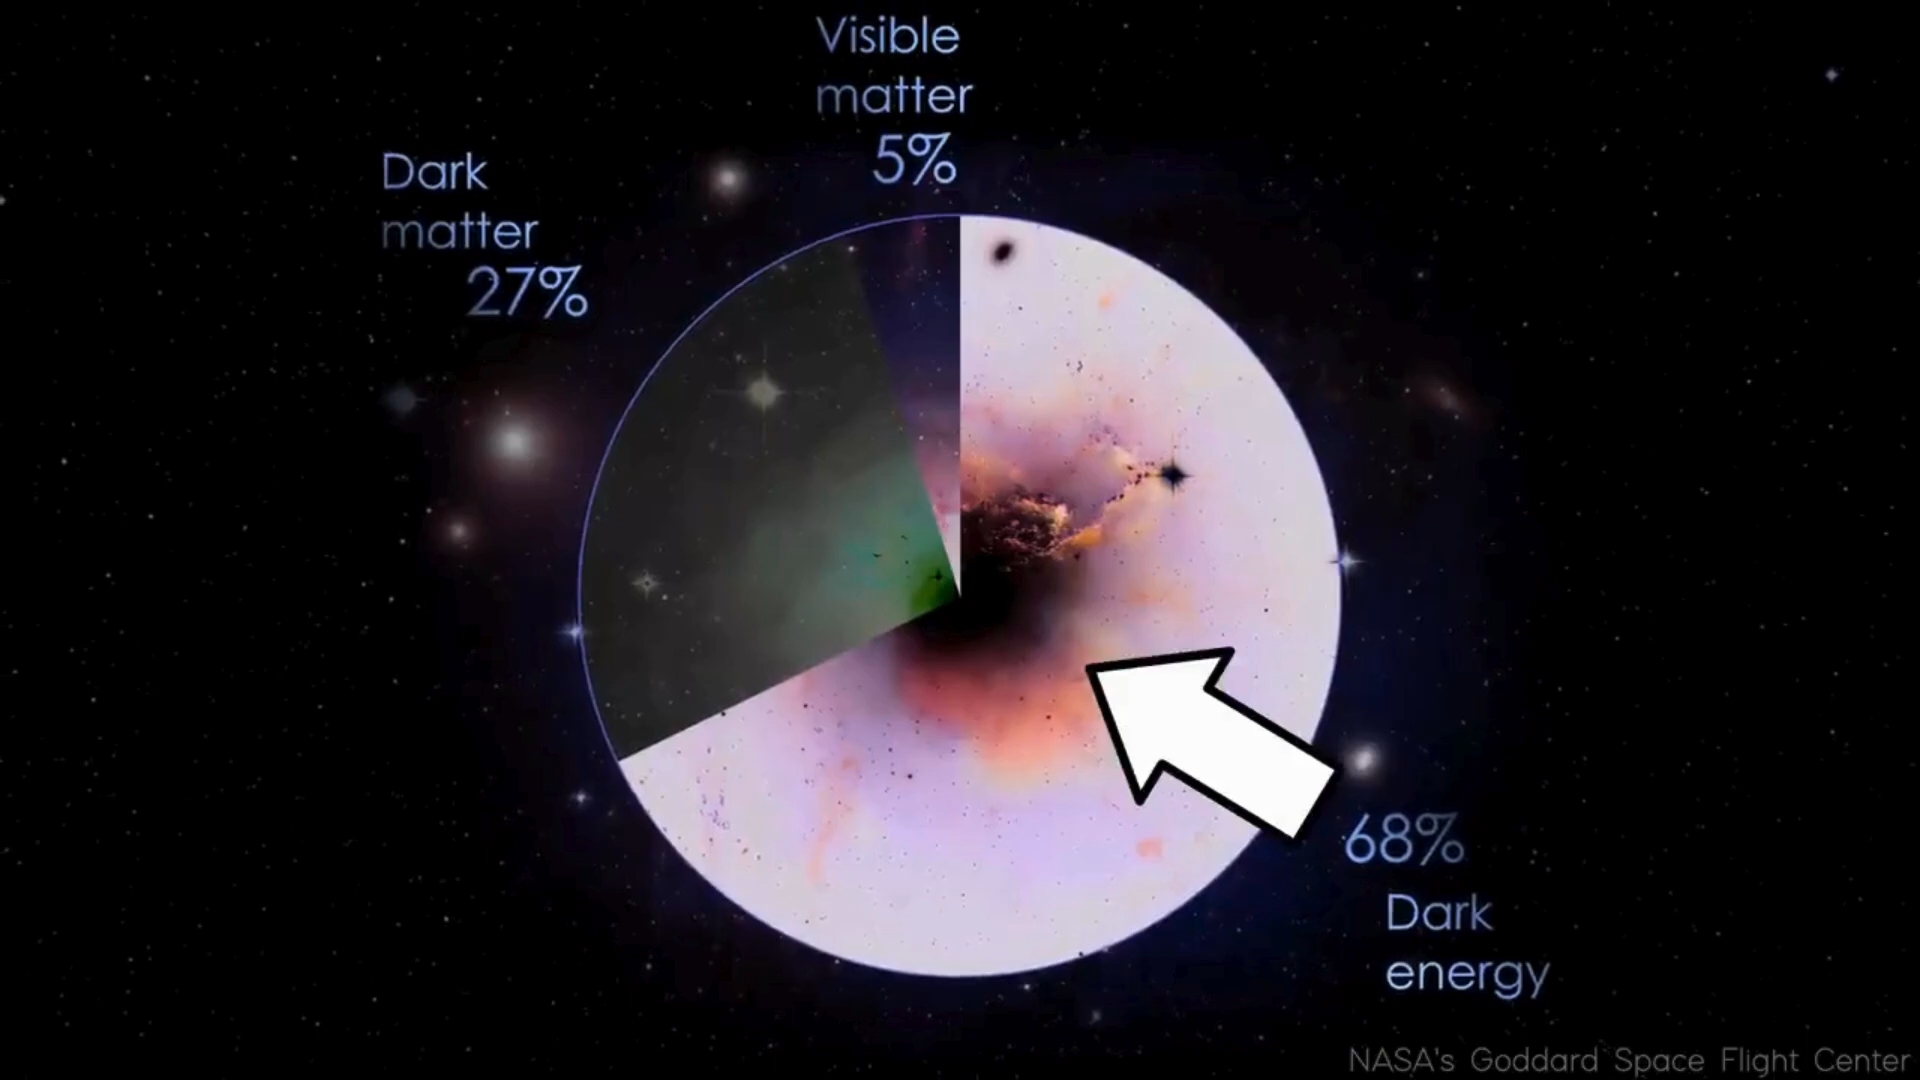 Visible
matter
5%
Dark
matter
27%
68%
Dark
energy
NASA's Goddard Space Flight Center